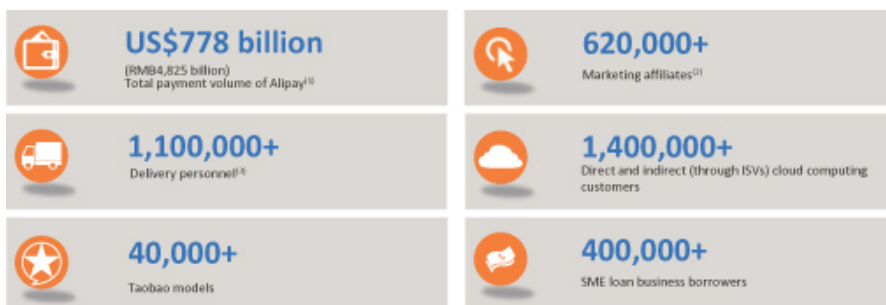 US$778 billion
(RMB4,825 billion)
Total payment volume of Alipay(1)
620,000+
Marketing affiliates(2)
1,100,000+
Delivery personnel(3)
1,400,000+
Direct and indirect (through ISVs) cloud computing
customers
40,000+
Taobao models
400,000+
SME loan business borrowers